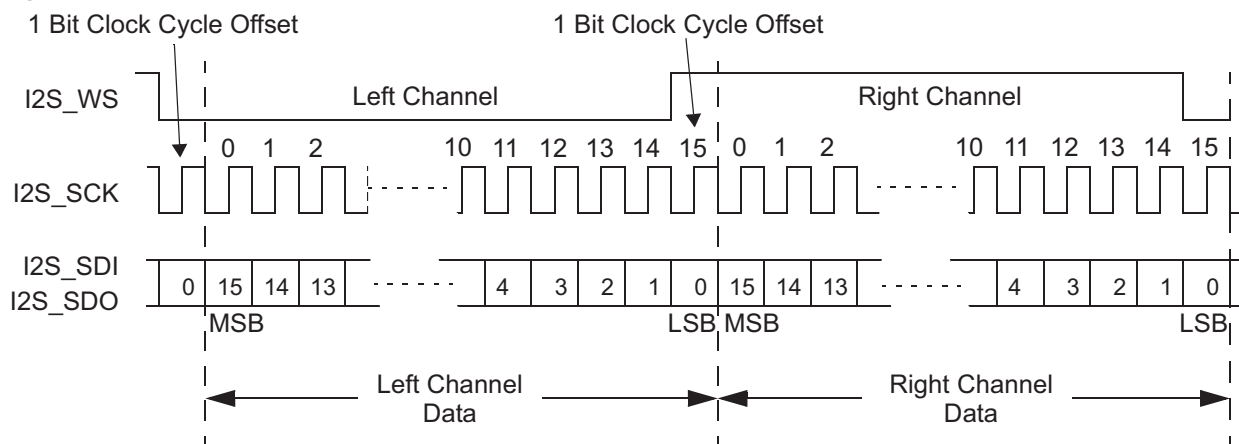 1 Bit Clock Cycle Offset 1 Bit Clock Cycle Offset
I2S_WS Left Channel Right Channel
0 1 2 10 11 12 13 14 15 0 1 2 10 11 12 13 14 15
I2S_SCK
I2S_SDI
0 15 14 13 4 3 2 1 0 15 14 13 4 3 2 1 0
I2S_SDO
MSB LSB MSB LSB
Left Channel Right Channel
Data Data